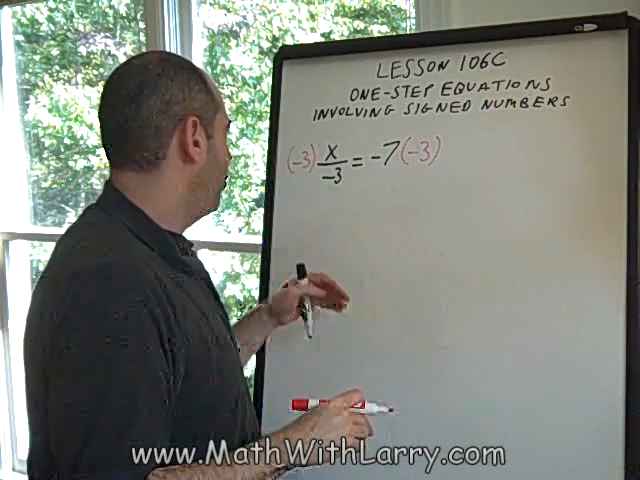 LESSON 106C
ONE-STEP EQUATIONS
INVOLVING SIGNED NUMBERS
(-3) x/-3 = -7(-3)
www.MathWithLarry.com